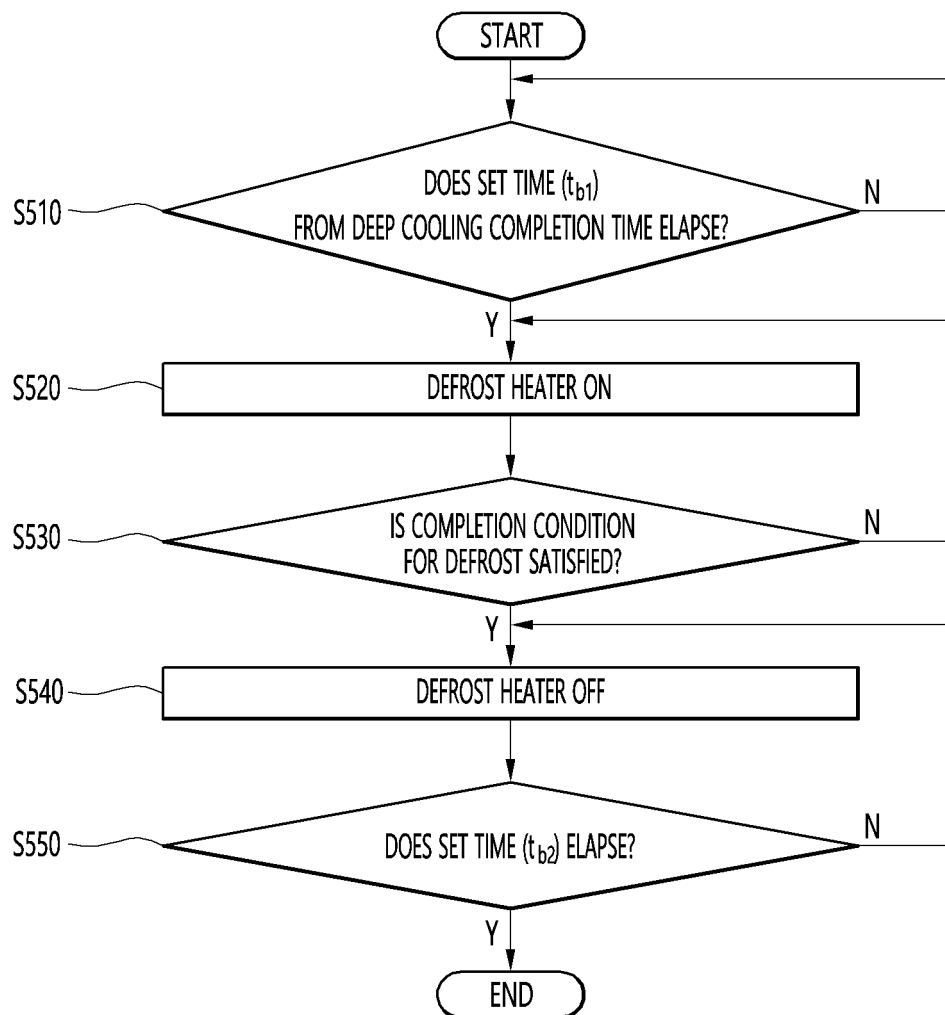 START
DOES SET TIME (tb1)
FROM DEEP COOLING COMPLETION TIME ELAPSE?
S510
N
Y
S520
DEFROST HEATER ON
S530
IS COMPLETION CONDITION
FOR DEFROST SATISFIED?
N
Y
S540
DEFROST HEATER OFF
S550
DOES SET TIME (tb2) ELAPSE?
N
Y
END